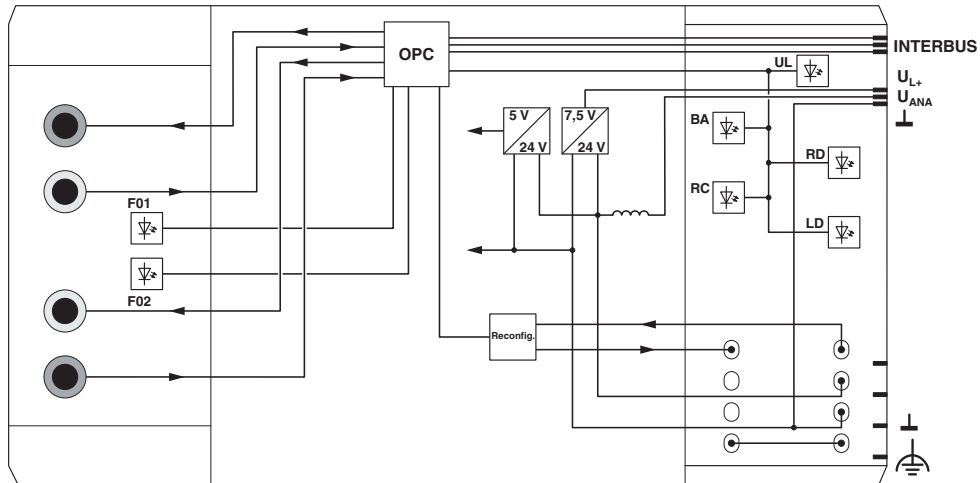 OPC
INTERBUS
UL
UL+
UANA
5 V
24 V
7,5 V
24 V
BA
RD
RC
LD
F01
F02
Reconfig.